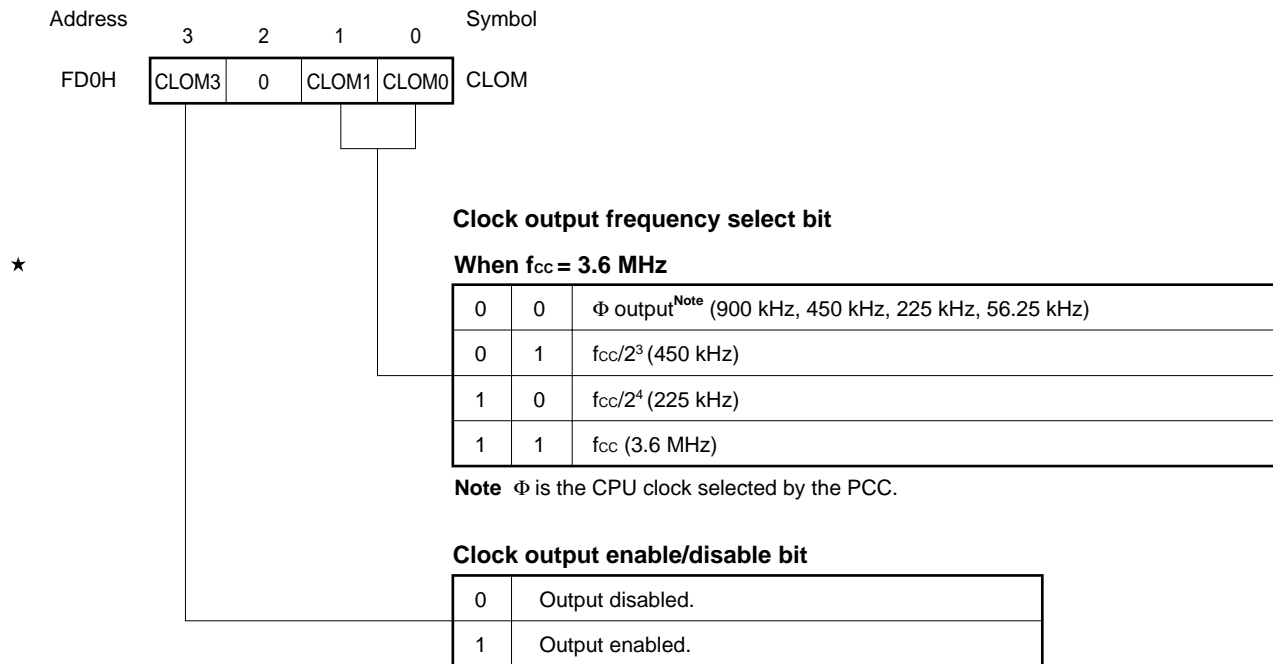 Address 3 2 1 0 Symbol
FD0H CLOM3 0 CLOM1 CLOM0 CLOM
Clock output frequency select bit
★ When fcc = 3.6 MHz
0 0 Φ output Note (900 kHz, 450 kHz, 225 kHz, 56.25 kHz)
0 1 fcc/2³ (450 kHz)
1 0 fcc/2⁴ (225 kHz)
1 1 fcc (3.6 MHz)
Note Φ is the CPU clock selected by the PCC.
Clock output enable/disable bit
0 Output disabled.
1 Output enabled.